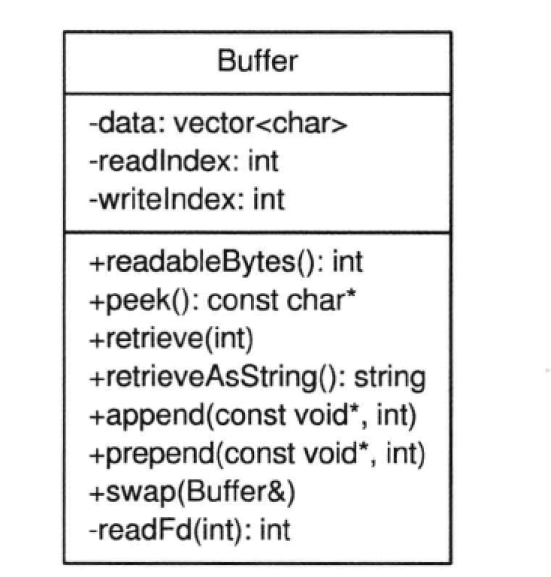 Buffer
-data: vector<char>
-readIndex: int
-writeIndex: int
+readableBytes(): int
+peek(): const char*
+retrieve(int)
+retrieveAsString(): string
+append(const void*, int)
+prepend(const void*, int)
+swap(Buffer&)
-readFd(int): int